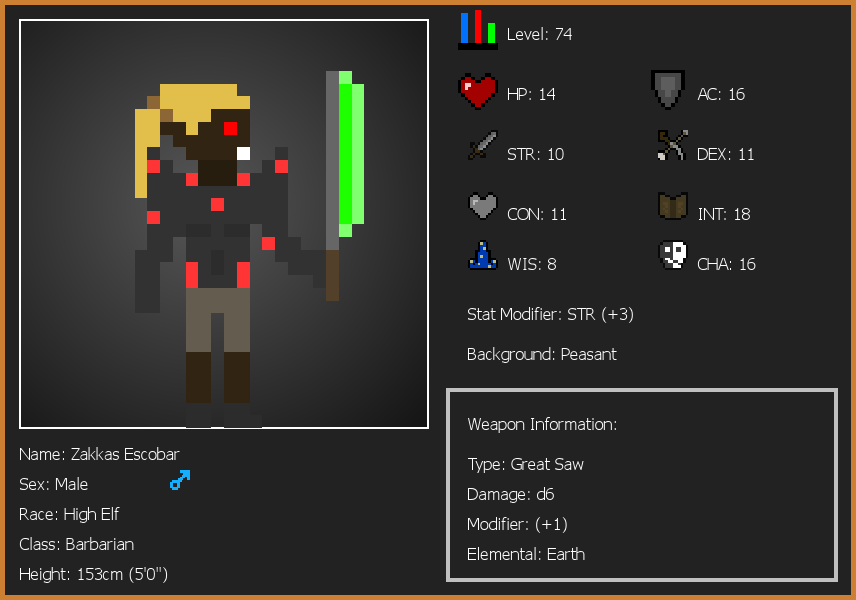 Level: 74
HP: 14
AC: 16
STR: 10
DEX: 11
CON: 11
INT: 18
WIS: 8
CHA: 16
Stat Modifier: STR (+3)
Background: Peasant
Weapon Information:
Type: Great Saw
Damage: d6
Modifier: (+1)
Elemental: Earth
Name: Zakkas Escobar
Sex: Male
Race: High Elf
Class: Barbarian
Height: 153cm (5'0")